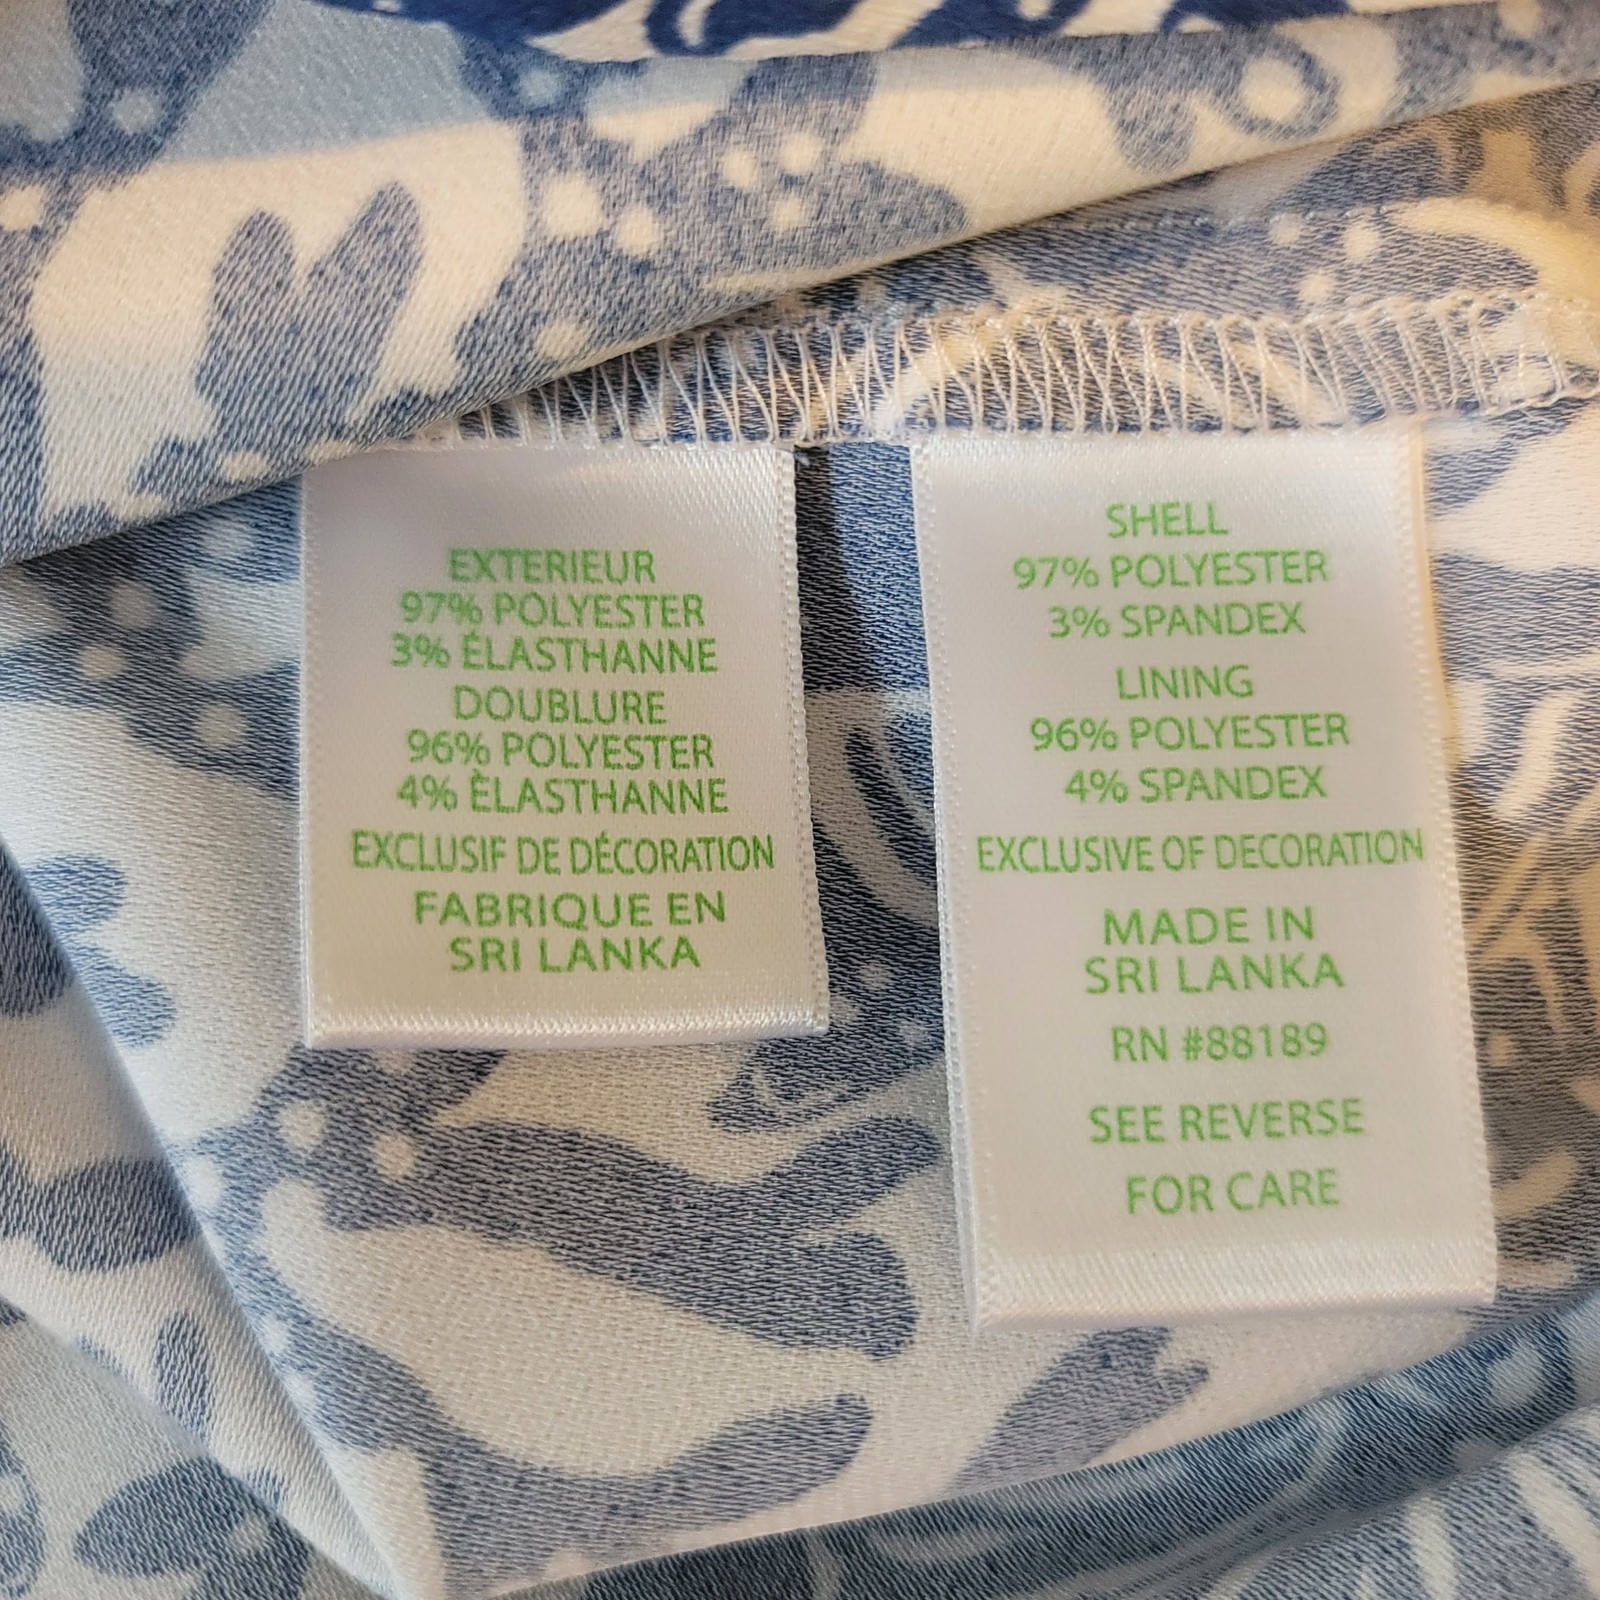 EXTERIEUR
97% POLYESTER
3% ÉLASTHANNE
DOUBLURE
96% POLYESTER
4% ÈLASTHANNE
EXCLUSIF DE DÉCORATION
FABRIQUE EN
SRI LANKA
SHELL
97% POLYESTER
3% SPANDEX
LINING
96% POLYESTER
4% SPANDEX
EXCLUSIVE OF DECORATION
MADE IN
SRI LANKA
RN #88189
SEE REVERSE
FOR CARE